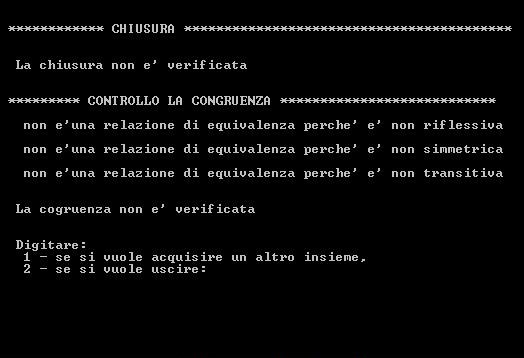 ************ CHIUSURA *****************************************
La chiusura non e' verificata
********* CONTROLLO LA CONGRUENZA ***************************
non e'una relazione di equivalenza perche' e' non riflessiva
non e'una relazione di equivalenza perche' e' non simmetrica
non e'una relazione di equivalenza perche' e' non transitiva
La cogruenza non e' verificata
Digitare:
1 - se si vuole acquisire un altro insieme,
2 - se si vuole uscire: